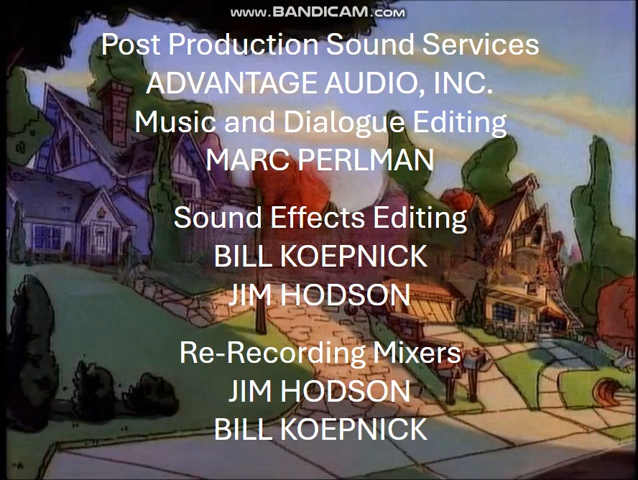 www.BANDICAM.com
Post Production Sound Services
ADVANTAGE AUDIO, INC.
Music and Dialogue Editing
MARC PERLMAN
Sound Effects Editing
BILL KOEPNICK
JIM HODSON
Re-Recording Mixers
JIM HODSON
BILL KOEPNICK